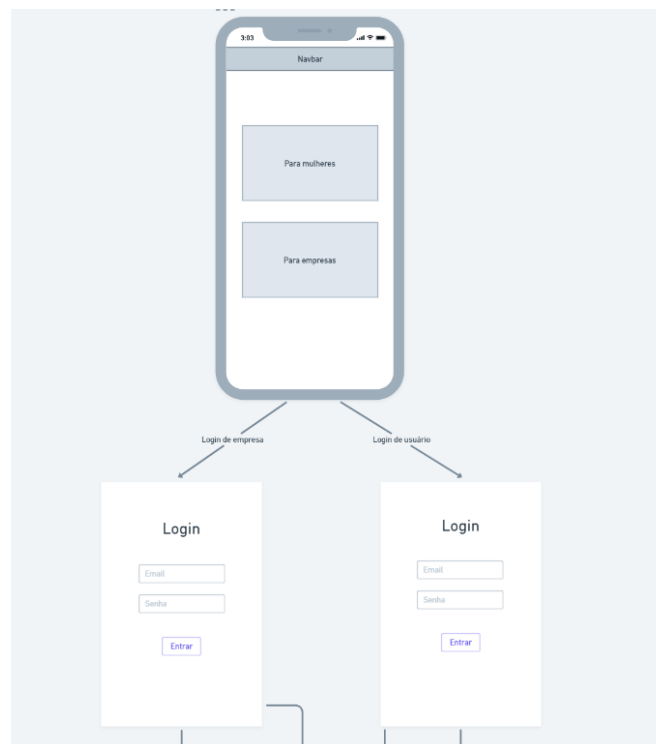 3:03
Navbar
Para mulheres
Para empresas
Login de empresa
Login de usuário
Login
Email
Senha
Entrar
Login
Email
Senha
Entrar